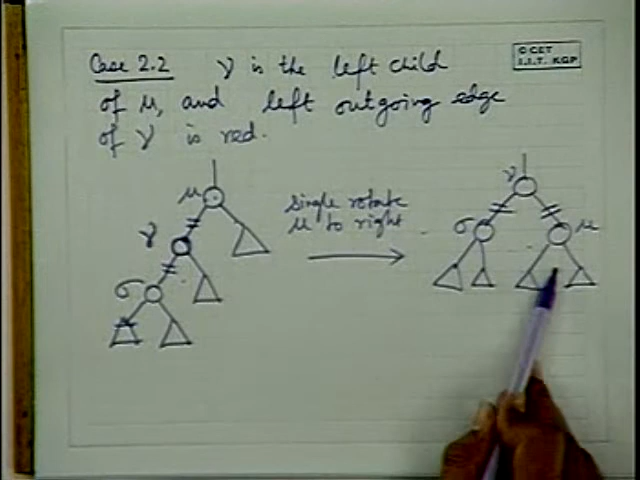 Case 2.2 γ is the left child
of μ, and left outgoing edge
of γ is red.
© CET
I.I.T. KGP
μ
γ
σ
single rotate
μ to right
γ
σ
μ